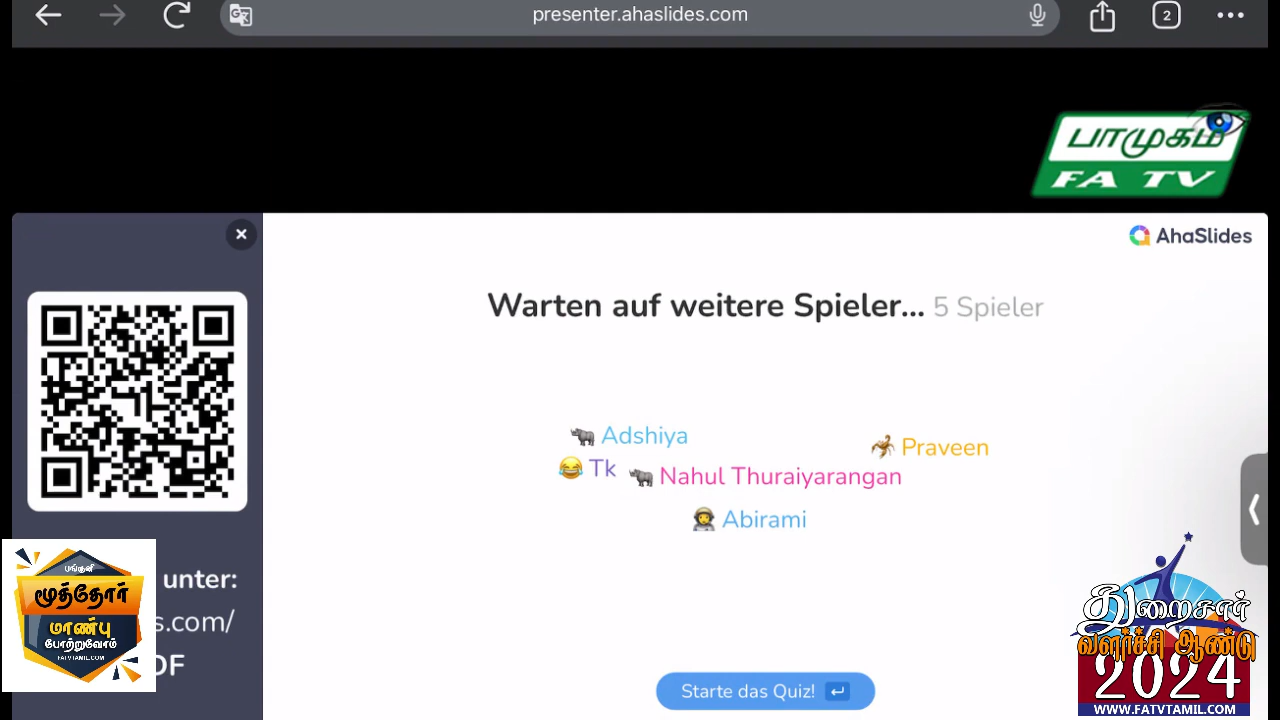 presenter.ahaslides.com
2
பாமுகம்
FA TV
AhaSlides
Warten auf weitere Spieler... 5 Spieler
Adshiya
Praveen
Tk
Nahul Thuraiyarangan
Abirami
unter:
s.com/
DF
பங்குனி
மூத்தோர்
மாண்பு
போற்றுவோம்
FATVTAMIL.COM
துறைசார்
வளர்ச்சி ஆண்டு
2024
WWW.FATVTAMIL.COM
Starte das Quiz!